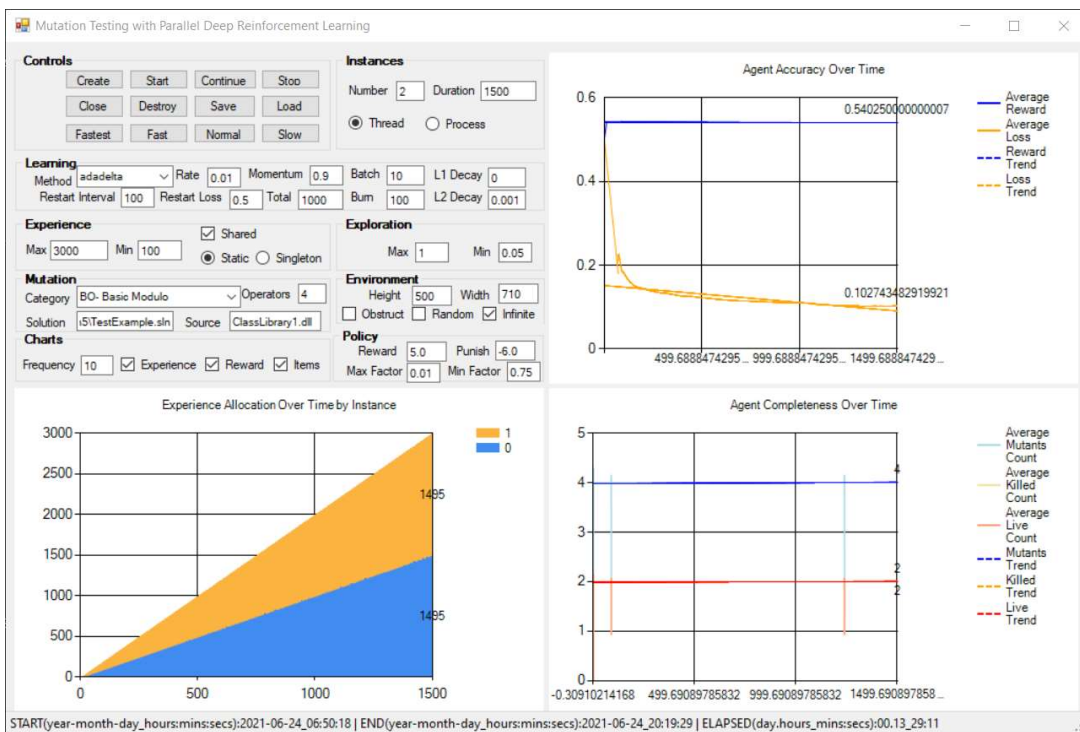 Mutation Testing with Parallel Deep Reinforcement Learning
Controls
Create Start Continue Stop
Close Destroy Save Load
Fastest Fast Normal Slow
Instances
Number 2 Duration 1500
Thread Process
Learning
Method adadelta Rate 0.01 Momentum 0.9 Batch 10 L1 Decay 0
Restart Interval 100 Restart Loss 0.5 Total 1000 Burn 100 L2 Decay 0.001
Experience
Shared
Max 3000 Min 100
Static Singleton
Exploration
Max 1 Min 0.05
Mutation
Category BO- Basic Modulo Operators 4
Solution ı5\TestExample.sln Source ClassLibrary1.dll
Environment
Height 500 Width 710
Obstruct Random Infinite
Charts
Frequency 10 Experience Reward Items
Policy
Reward 5.0 Punish -6.0
Max Factor 0.01 Min Factor 0.75
Agent Accuracy Over Time
0.6
0.4
0.2
0
0.540250000000007
0.102743482919921
499.6888474295 ... 999.6888474295... 1499.688847429 ...
Average
Reward
Average
Loss
Reward
Trend
Loss
Trend
Experience Allocation Over Time by Instance
3000
2500
2000
1500
1000
500
0
1495
1495
0 500 1000 1500
1
0
Agent Completeness Over Time
5
4
3
2
1
0
4
2
2
-0.30910214168 499.69089785832 999.69089785832 1499.690897858 ...
Average
Mutants
Count
Average
Killed
Count
Average
Live
Count
Mutants
Trend
Killed
Trend
Live
Trend
START(year-month-day_hours:mins:secs):2021-06-24_06:50:18 | END(year-month-day_hours:mins:secs):2021-06-24_20:19:29 | ELAPSED(day.hours_mins:secs):00.13_29:11